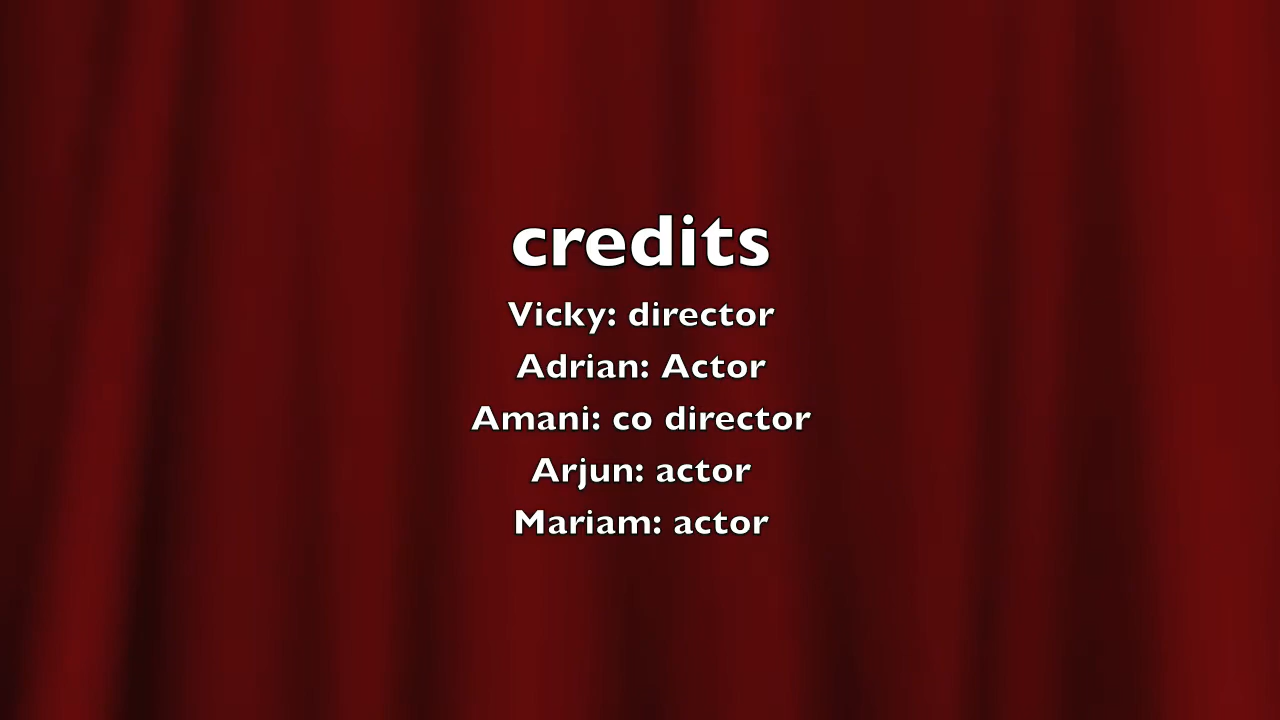 credits
Vicky: director
Adrian: Actor
Amani: co director
Arjun: actor
Mariam: actor